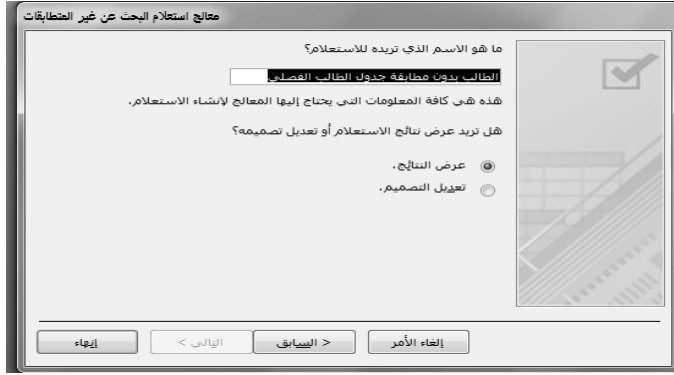 معالج استعلام البحث عن غير المتطابقات
ما هو الاسم الذي تريده للاستعلام؟
الطالب بدون مطابقة جدول الطالب الفصلي
هذه هي كافة المعلومات التي يحتاج إليها المعالج لإنشاء الاستعلام.
هل تريد عرض نتائج الاستعلام أو تعديل تصميمه؟
عرض النتائج.
تعديل التصميم.
إلغاء الأمر
< السابق
التالي >
إنهاء